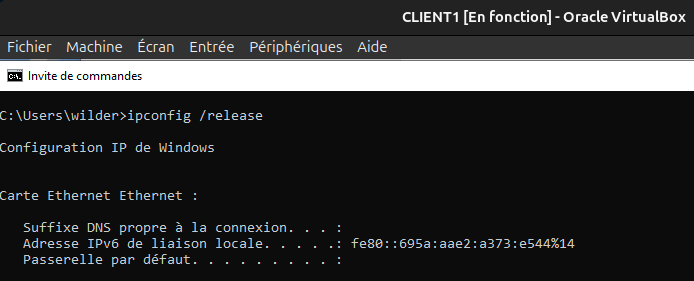 CLIENT1 [En fonction] - Oracle VirtualBox
Fichier Machine Écran Entrée Périphériques Aide
Invite de commandes
C:\Users\wilder>ipconfig /release
Configuration IP de Windows
Carte Ethernet Ethernet :
Suffixe DNS propre à la connexion. . . :
Adresse IPv6 de liaison locale. . . . .: fe80::695a:aae2:a373:e544%14
Passerelle par défaut. . . . . . . . . :